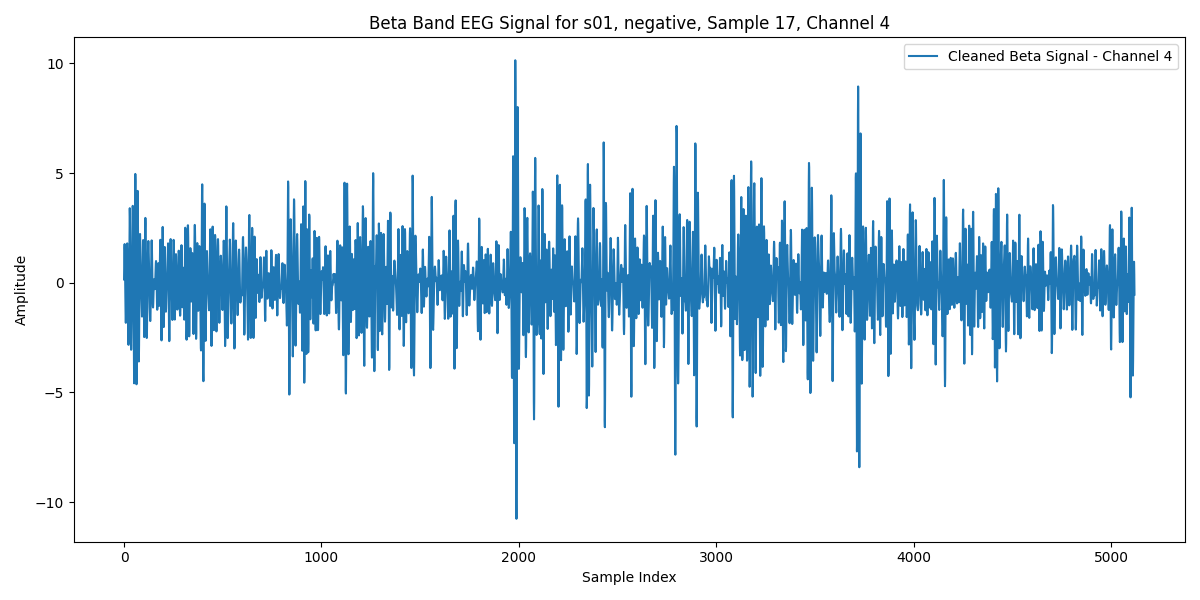 Beta Band EEG Signal for s01, negative, Sample 17, Channel 4
Cleaned Beta Signal - Channel 4
Amplitude
10
5
0
−5
−10
0 1000 2000 3000 4000 5000
Sample Index